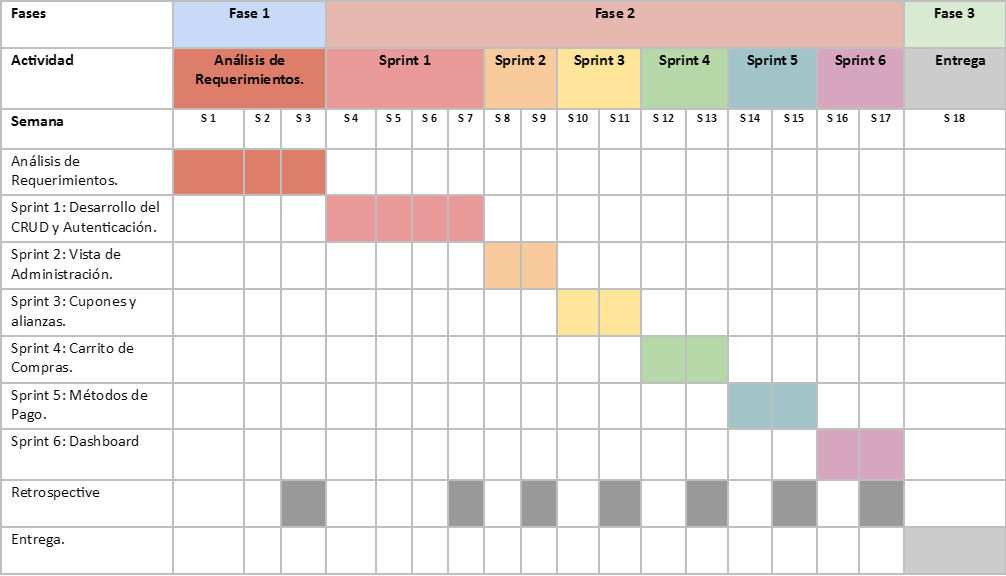 Fases
Fase 1
Fase 2
Fase 3
Actividad
Análisis de
Requerimientos.
Sprint 1
Sprint 2
Sprint 3
Sprint 4
Sprint 5
Sprint 6
Entrega
Semana
S 1
S 2
S 3
S 4
S 5
S 6
S 7
S 8
S 9
S 10
S 11
S 12
S 13
S 14
S 15
S 16
S 17
S 18
Análisis de
Requerimientos.
Sprint 1: Desarrollo del
CRUD y Autenticación.
Sprint 2: Vista de
Administración.
Sprint 3: Cupones y
alianzas.
Sprint 4: Carrito de
Compras.
Sprint 5: Métodos de
Pago.
Sprint 6: Dashboard
Retrospective
Entrega.